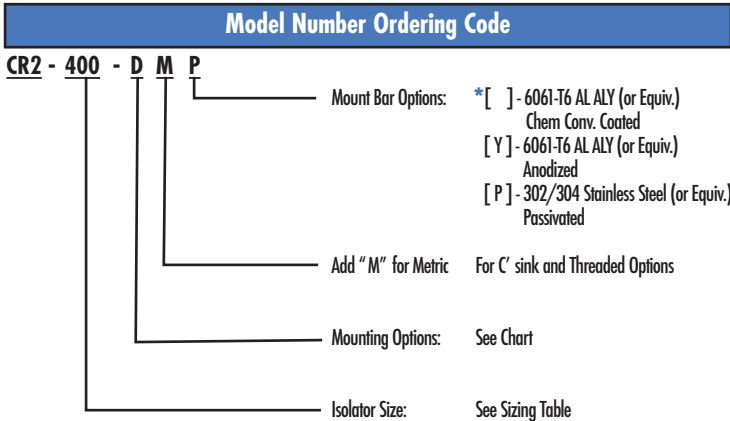 Model Number Ordering Code
CR2 - 400 - D M P
Mount Bar Options: *[ ] - 6061-T6 AL ALY (or Equiv.)
Chem Conv. Coated
[ Y ] - 6061-T6 AL ALY (or Equiv.)
Anodized
[ P ] - 302/304 Stainless Steel (or Equiv.)
Passivated
Add "M" for Metric For C' sink and Threaded Options
Mounting Options: See Chart
Isolator Size: See Sizing Table